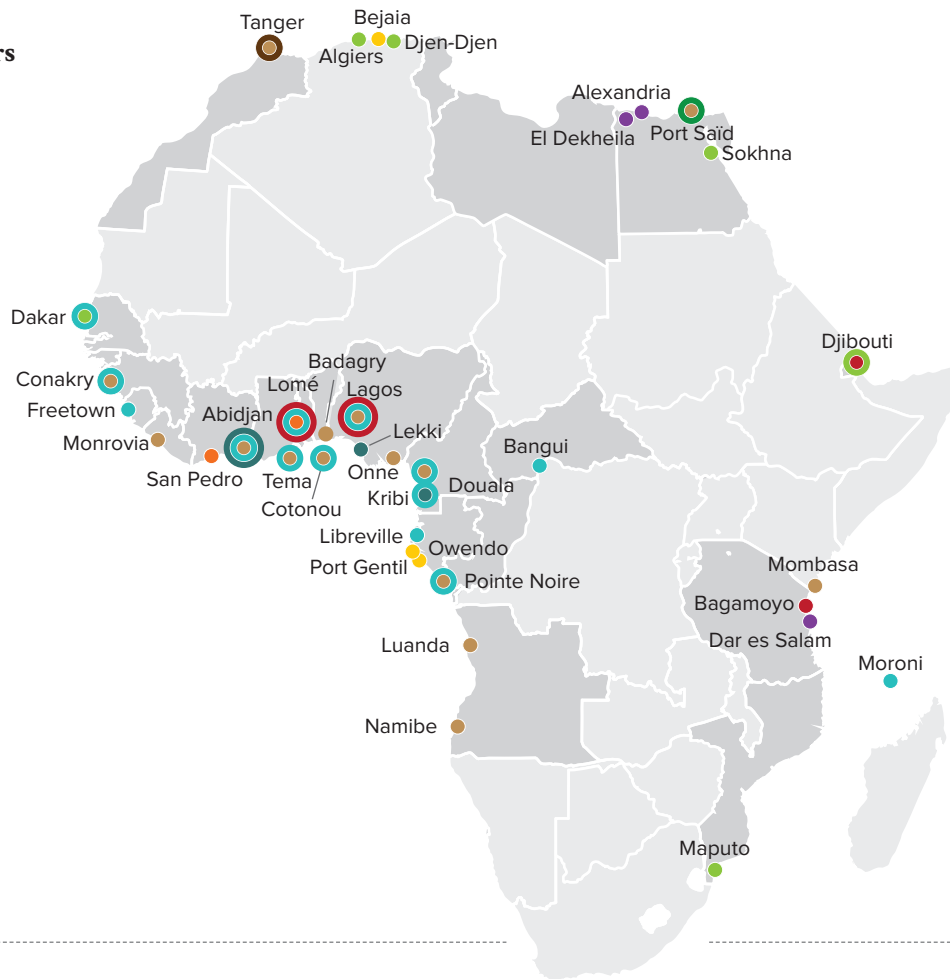 rs
Tanger
Bejaia
Algiers
Djen-Djen
Alexandria
El Dekheila
Port Saïd
Sokhna
Dakar
Djibouti
Badagry
Conakry
Lomé
Lagos
Freetown
Abidjan
Lekki
Monrovia
Bangui
San Pedro
Tema
Onne
Douala
Cotonou
Kribi
Libreville
Owendo
Port Gentil
Pointe Noire
Mombasa
Bagamoyo
Dar es Salam
Luanda
Moroni
Namibe
Maputo